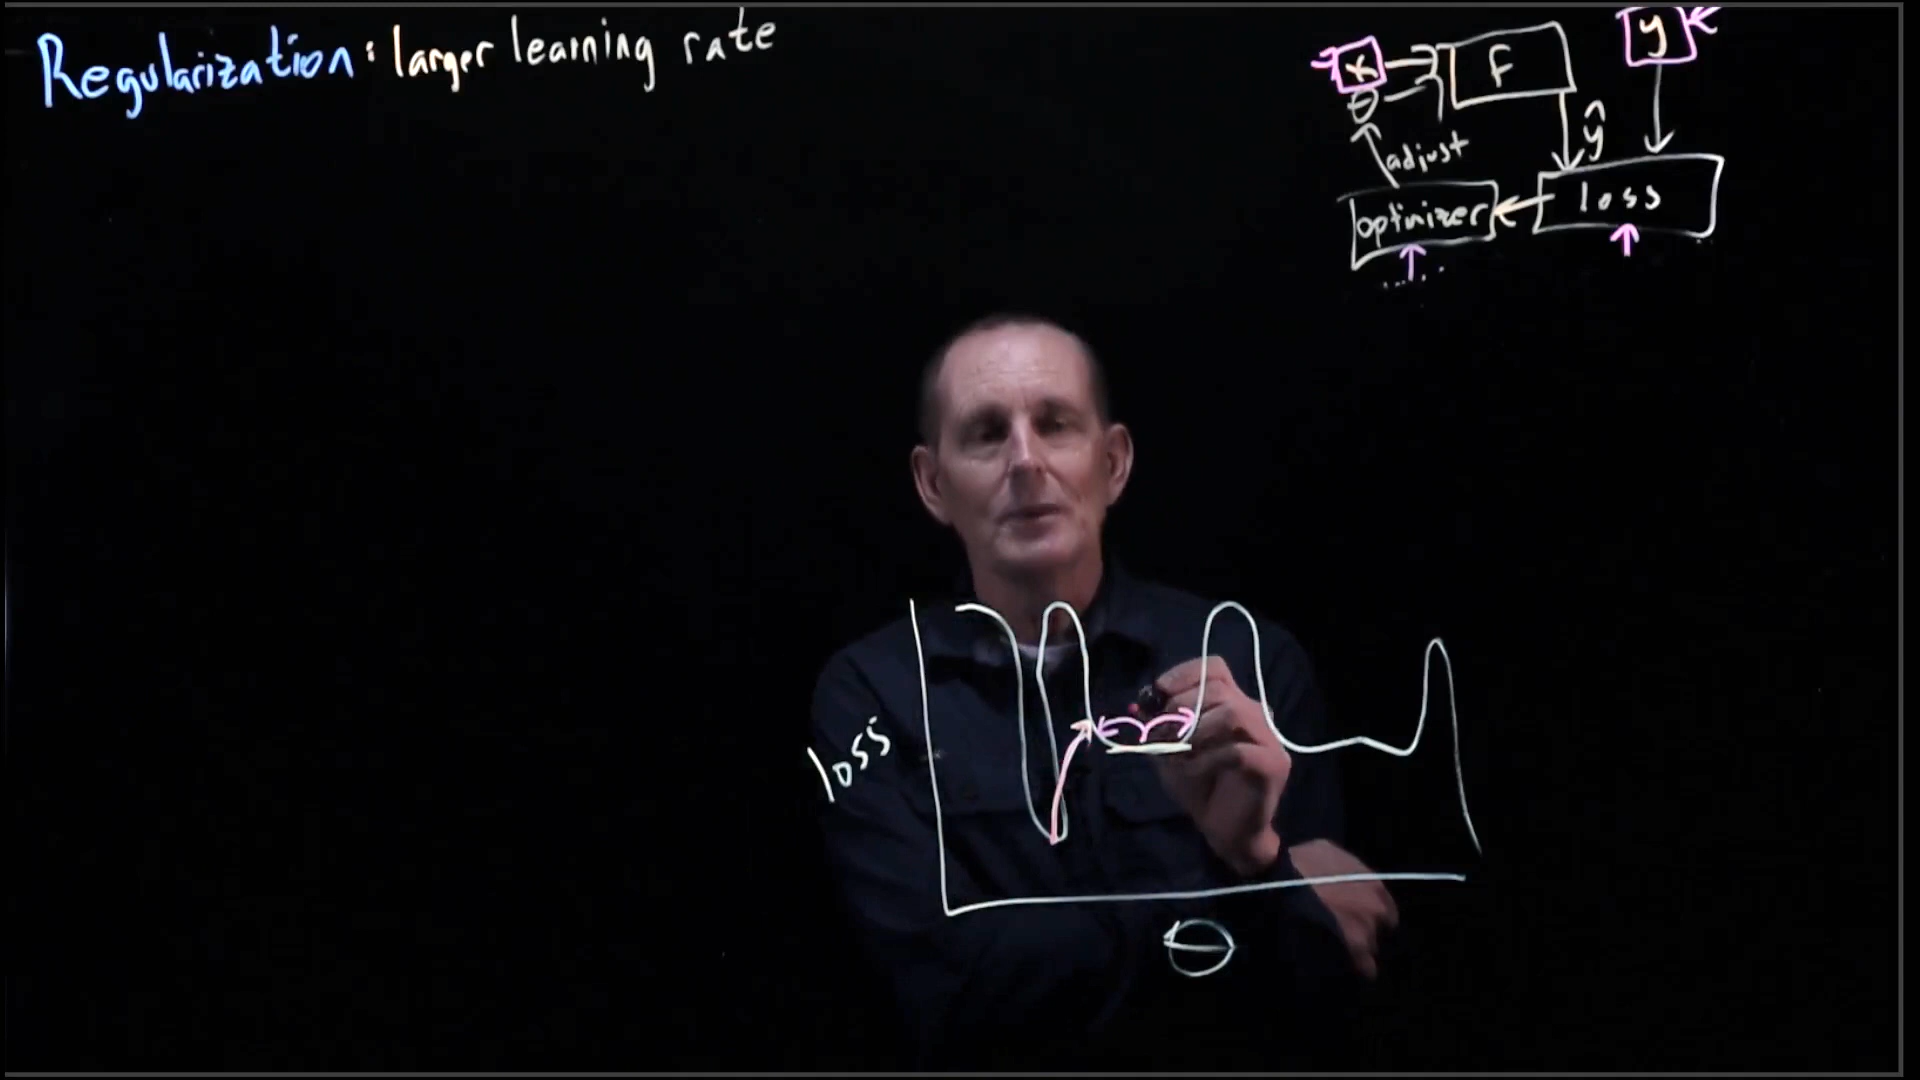 Regularization: larger learning rate
x
f
y
θ
ŷ
adjust
optimizer
loss
loss
θ